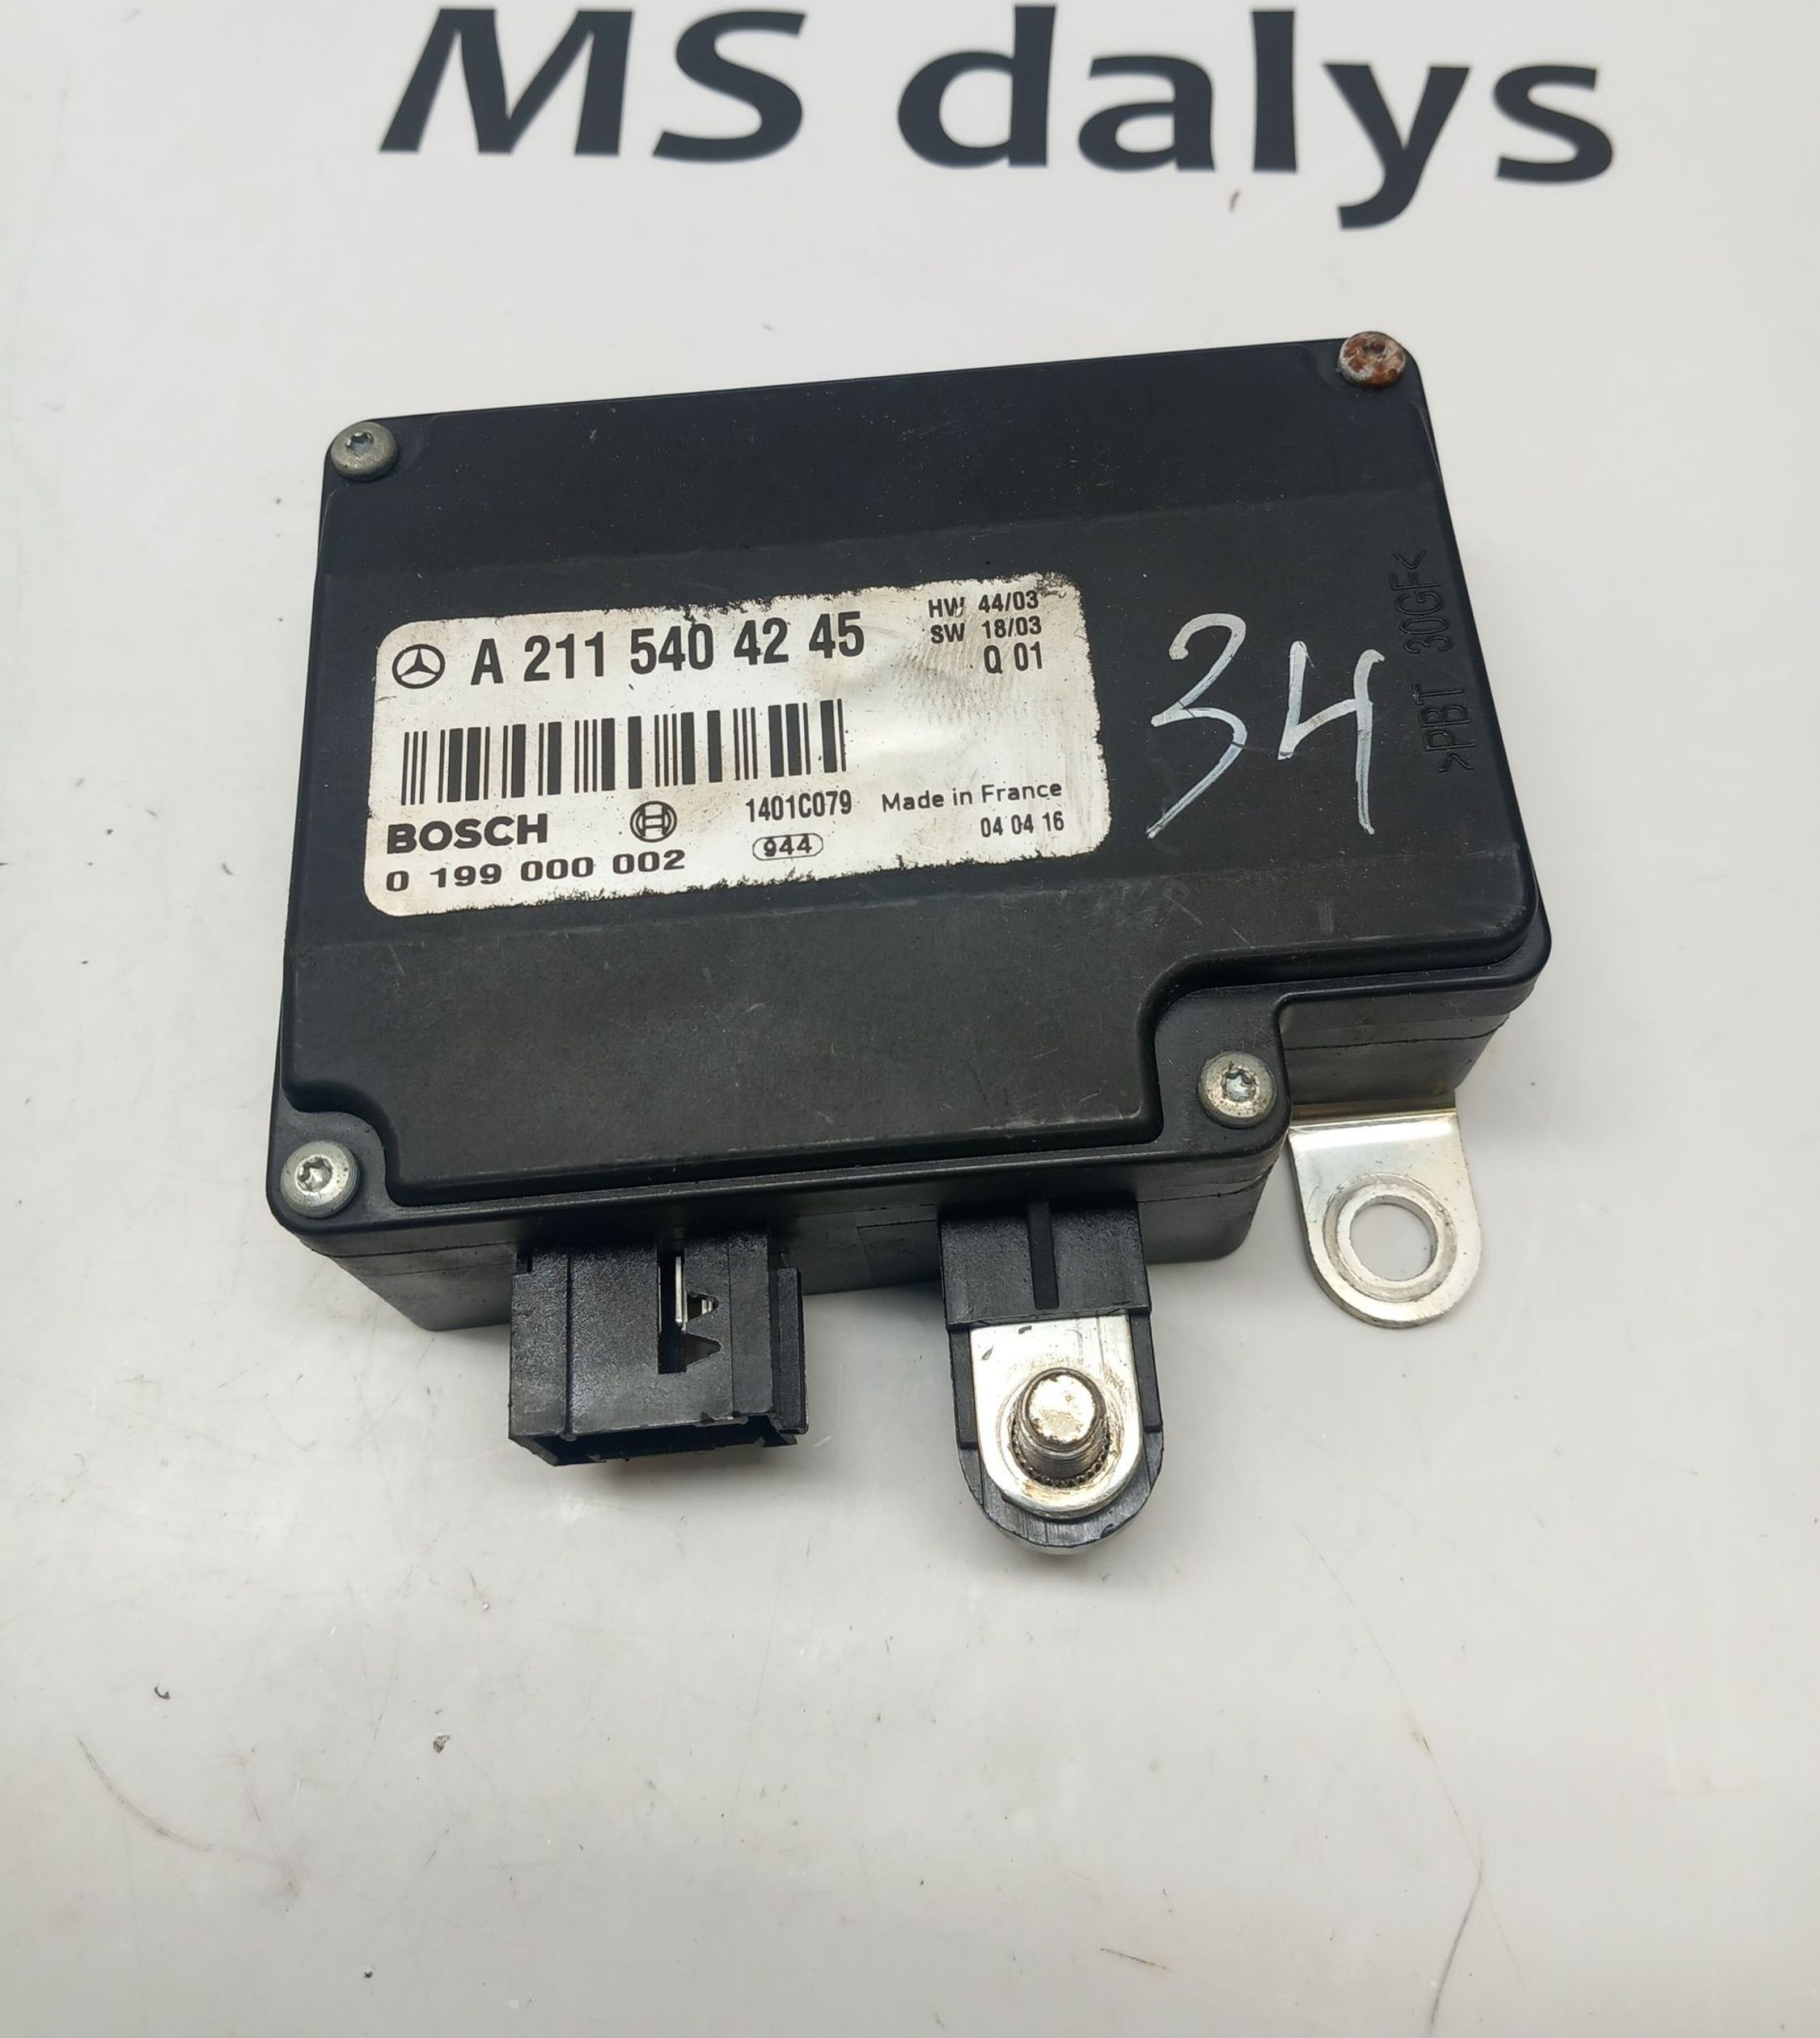 MS dalys
A 211 540 42 45
HW 44/03
SW 18/03
Q 01
BOSCH
0 199 000 002
1401C079
944
Made in France
04 04 16
34
>PBT 30GF<